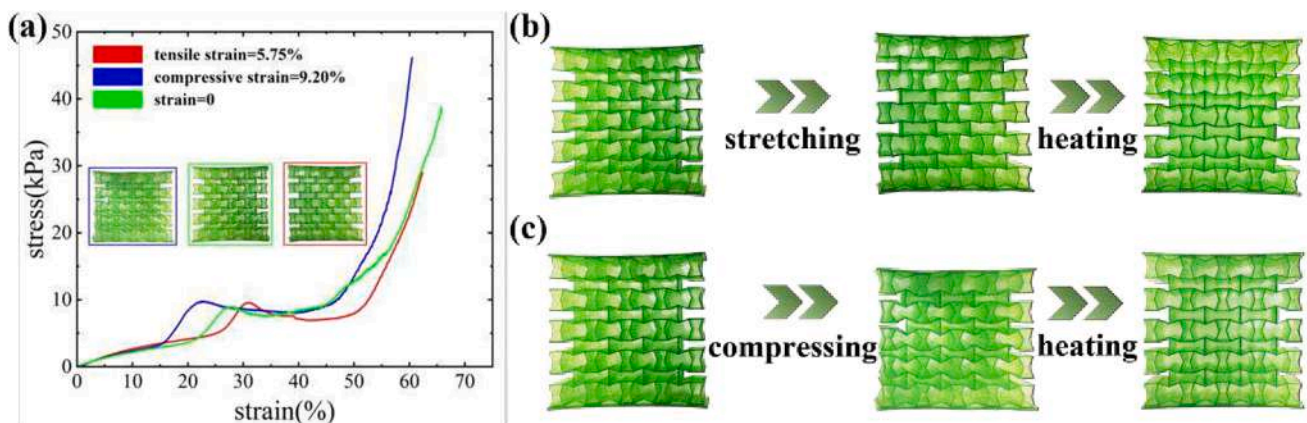 (a)
50
40
30
20
10
0
stress(kPa)
tensile strain=5.75%
compressive strain=9.20%
strain=0
0 10 20 30 40 50 60 70
strain(%)
(b)
stretching
heating
(c)
compressing
heating